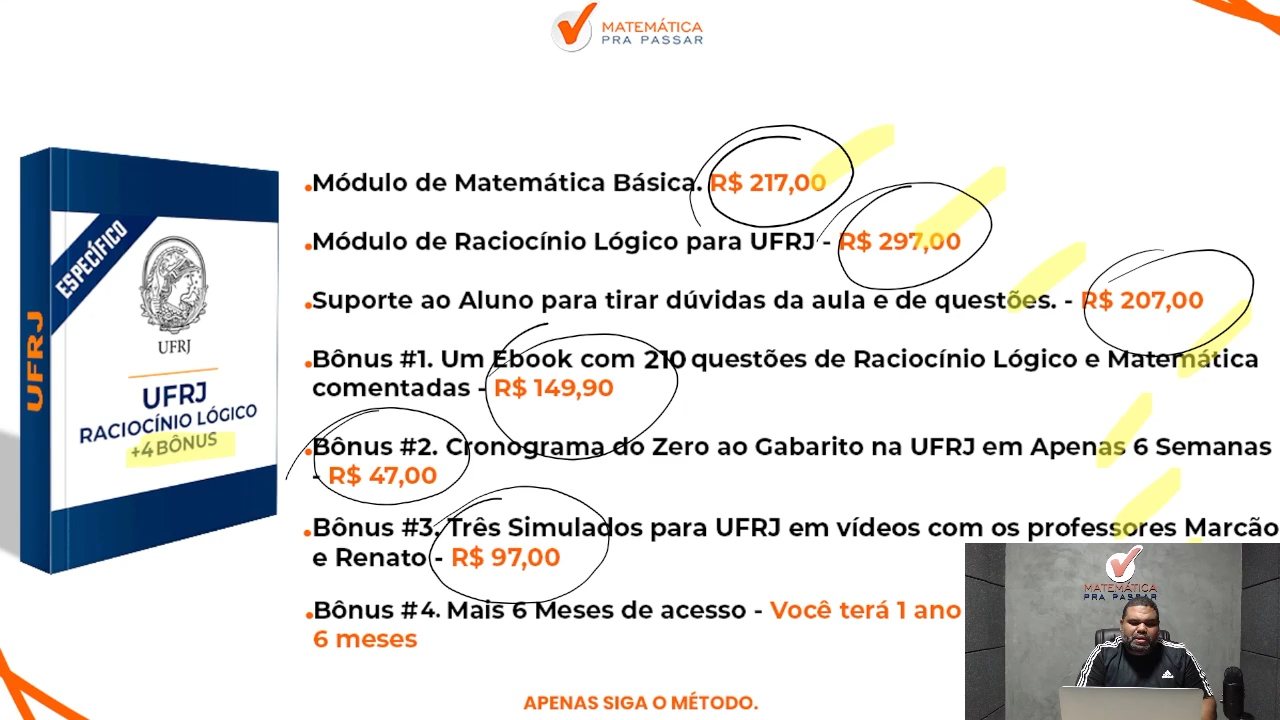 MATEMÁTICA
PRA PASSAR
ESPECÍFICO
UFRJ
UFRJ
UFRJ
RACIOCÍNIO LÓGICO
+4 BÔNUS
.Módulo de Matemática Básica. R$ 217,00
.Módulo de Raciocínio Lógico para UFRJ - R$ 297,00
.Suporte ao Aluno para tirar dúvidas da aula e de questões. - R$ 207,00
.Bônus #1. Um Ebook com 210 questões de Raciocínio Lógico e Matemática
comentadas - R$ 149,90
.Bônus #2. Cronograma do Zero ao Gabarito na UFRJ em Apenas 6 Semanas
- R$ 47,00
.Bônus #3. Três Simulados para UFRJ em vídeos com os professores Marcão
e Renato - R$ 97,00
.Bônus #4. Mais 6 Meses de acesso - Você terá 1 ano
6 meses
MATEMÁTICA
PRA PASSAR
adidas
APENAS SIGA O MÉTODO.